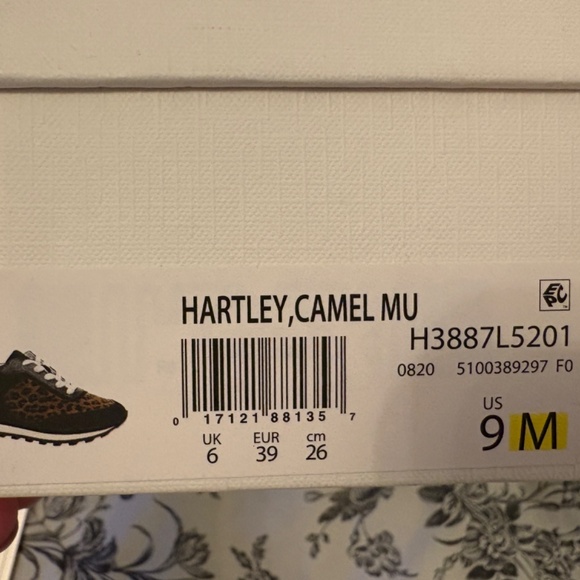 HARTLEY,CAMEL MU
H3887L5201
0820 5100389297 F0
0 17121 88135 7
UK EUR cm
6 39 26
US
9 M